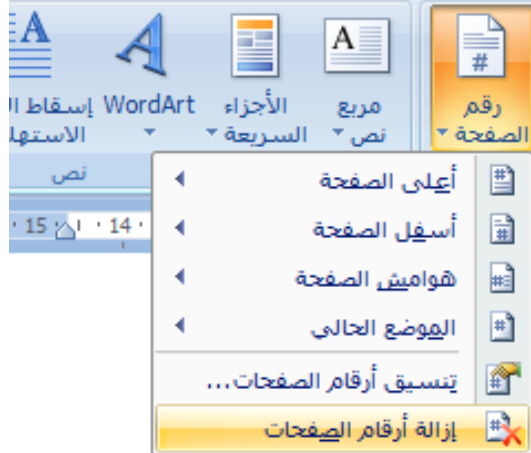 رقم
الصفحة
مربع
نص
الأجزاء
السريعة
WordArt
إسقاط
نص
15 · 14
أعلى الصفحة
أسفل الصفحة
هوامش الصفحة
الموضع الحالي
تنسيق أرقام الصفحات...
إزالة أرقام الصفحات